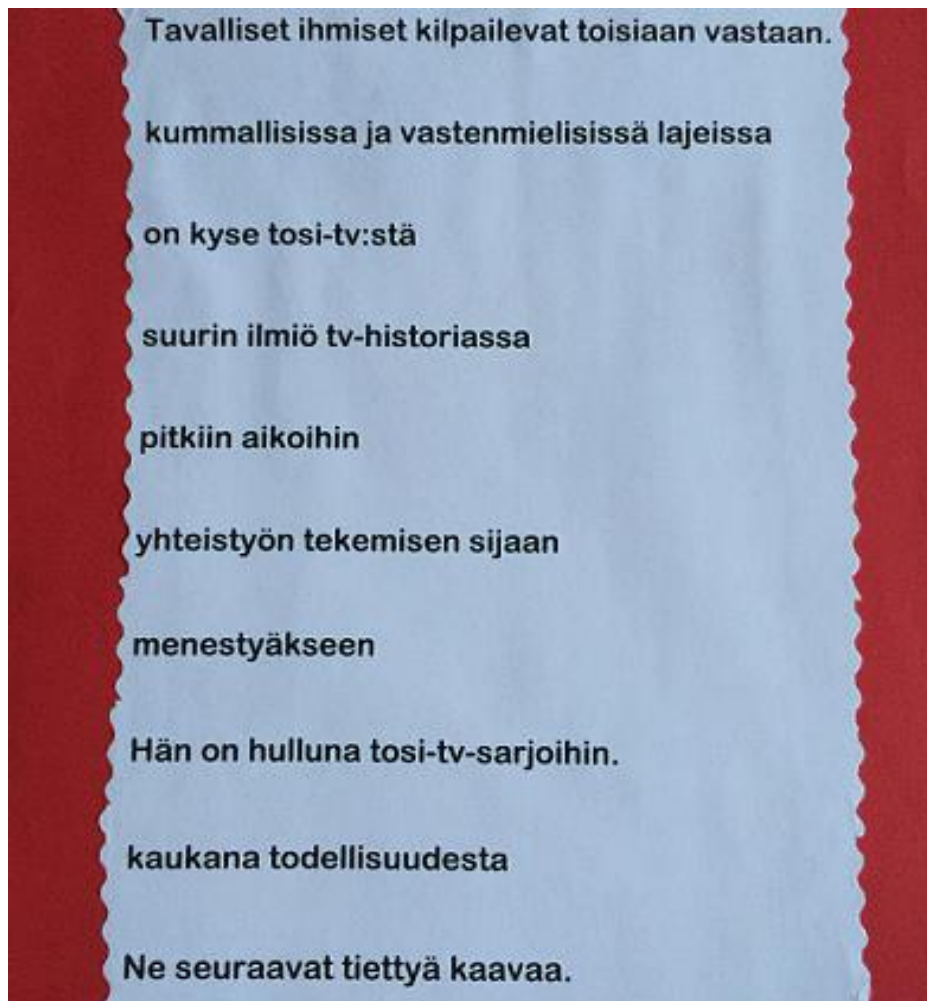 Tavalliset ihmiset kilpailevat toisiaan vastaan.
kummallisissa ja vastenmielisissä lajeissa
on kyse tosi-tv:stä
suurin ilmiö tv-historiassa
pitkiin aikoihin
yhteistyön tekemisen sijaan
menestyäkseen
Hän on hulluna tosi-tv-sarjoihin.
kaukana todellisuudesta
Ne seuraavat tiettyä kaavaa.